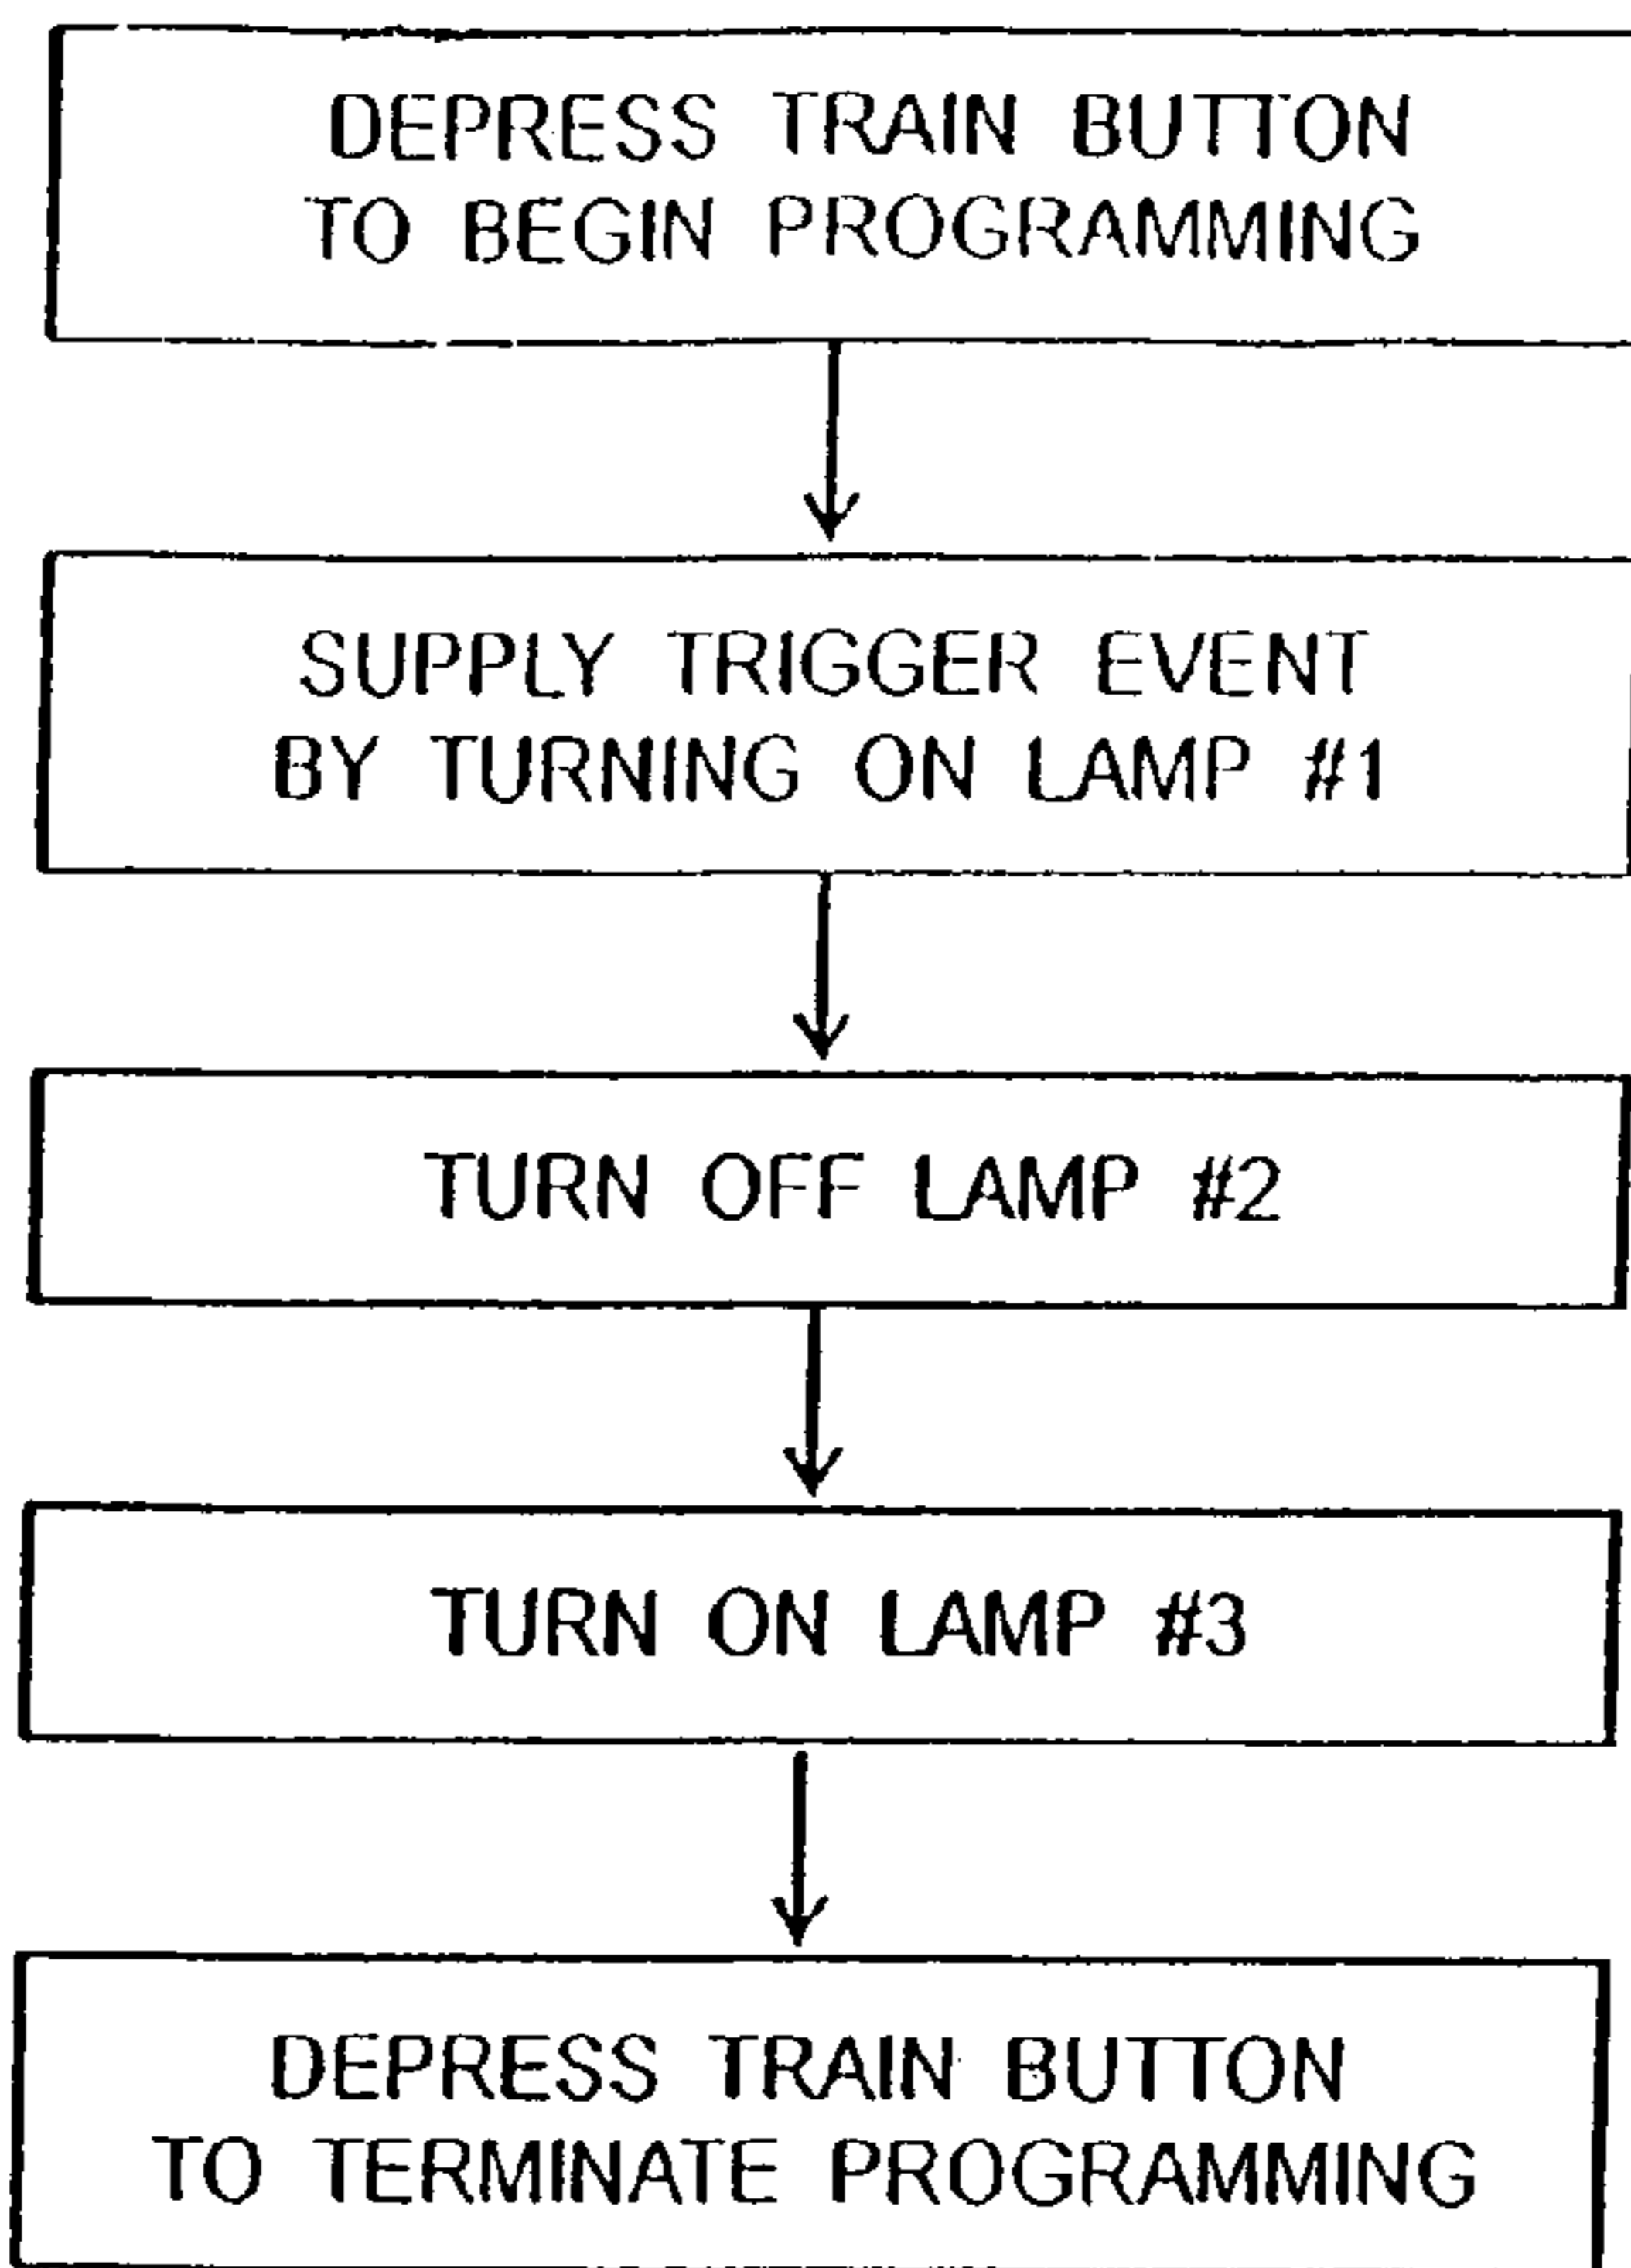 DEPRESS TRAIN BUTTON
TO BEGIN PROGRAMMING
SUPPLY TRIGGER EVENT
BY TURNING ON LAMP #1
TURN OFF LAMP #2
TURN ON LAMP #3
DEPRESS TRAIN BUTTON
TO TERMINATE PROGRAMMING